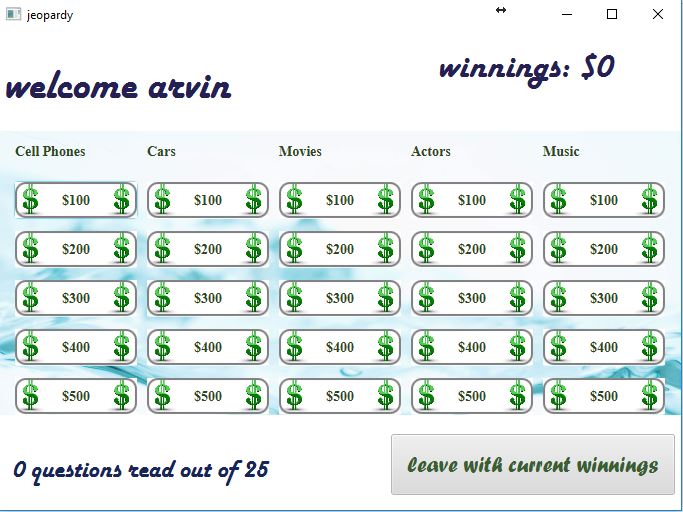 jeopardy
welcome arvin
winnings: $0
Cell Phones Cars Movies Actors Music
$100 $100 $100 $100 $100
$200 $200 $200 $200 $200
$300 $300 $300 $300 $300
$400 $400 $400 $400 $400
$500 $500 $500 $500 $500
0 questions read out of 25
leave with current winnings